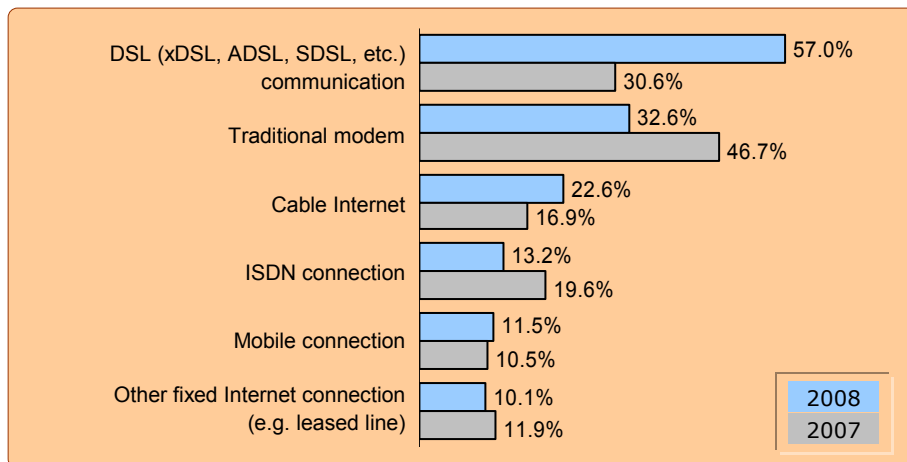 DSL (xDSL, ADSL, SDSL, etc.)
communication
57.0%
30.6%
Traditional modem
32.6%
46.7%
Cable Internet
22.6%
16.9%
ISDN connection
13.2%
19.6%
Mobile connection
11.5%
10.5%
Other fixed Internet connection
(e.g. leased line)
10.1%
11.9%
2008
2007